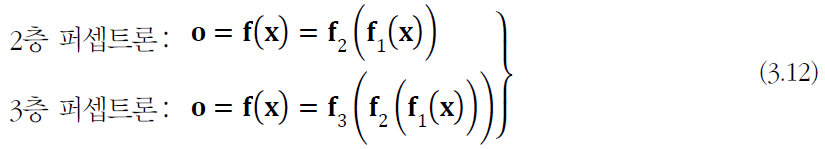 2층 퍼셉트론: o = f(x) = f₂(f₁(x))
3층 퍼셉트론: o = f(x) = f₃(f₂(f₁(x)))
(3.12)